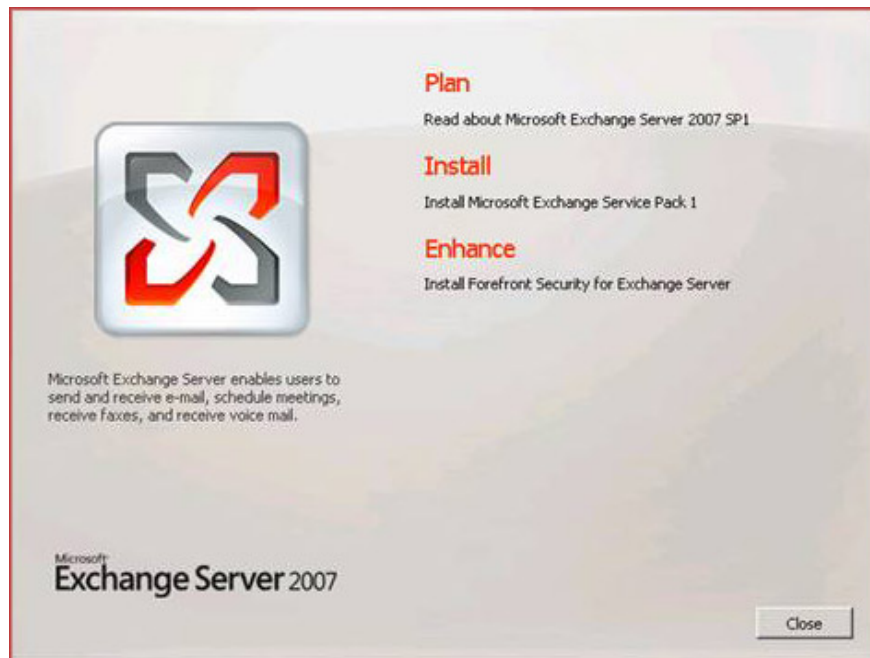 Plan
Read about Microsoft Exchange Server 2007 SP1
Install
Install Microsoft Exchange Service Pack 1
Enhance
Install Forefront Security for Exchange Server
Microsoft Exchange Server enables users to
send and receive e-mail, schedule meetings,
receive faxes, and receive voice mail.
Microsoft
Exchange Server 2007
Close